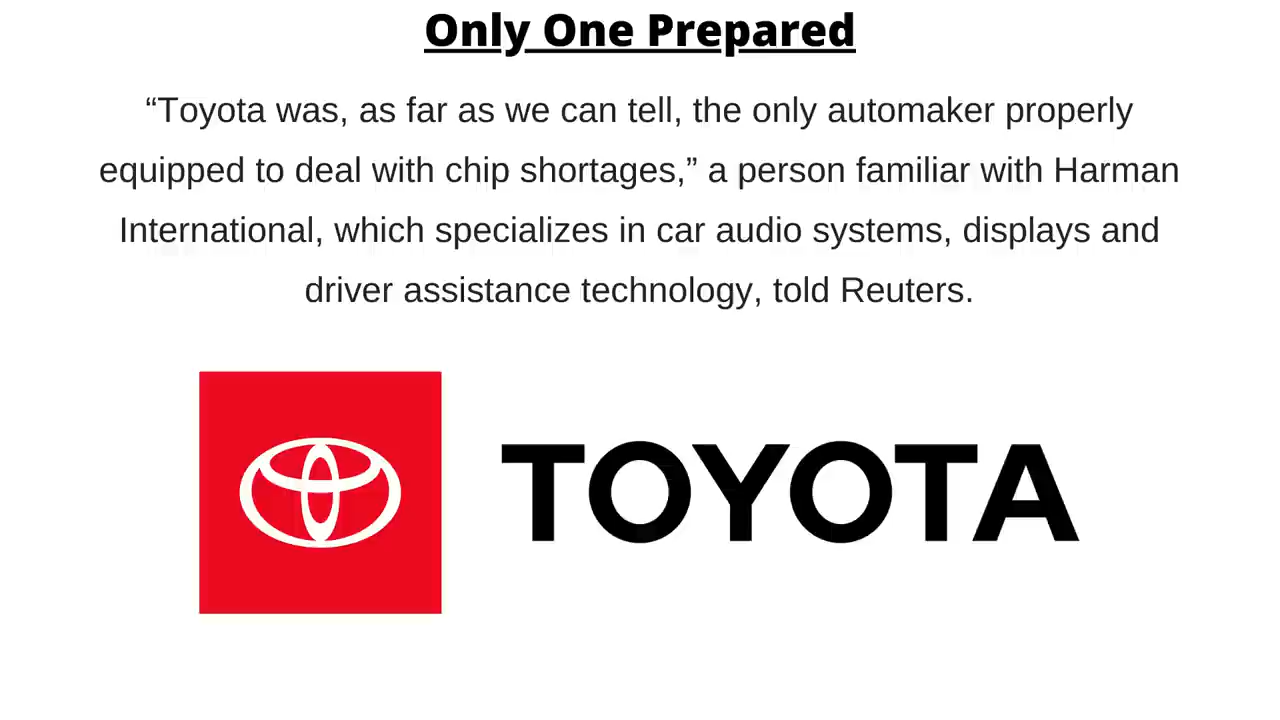 Only One Prepared
“Toyota was, as far as we can tell, the only automaker properly
equipped to deal with chip shortages,” a person familiar with Harman
International, which specializes in car audio systems, displays and
driver assistance technology, told Reuters.
TOYOTA